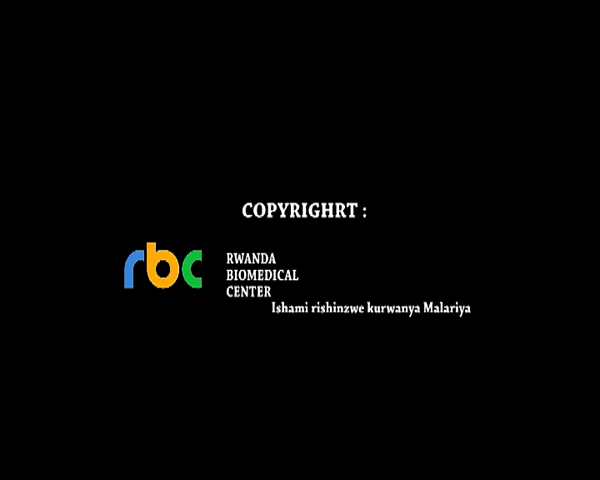 COPYRIGHRT :
rbc
RWANDA
BIOMEDICAL
CENTER
Ishami rishinzwe kurwanya Malariya